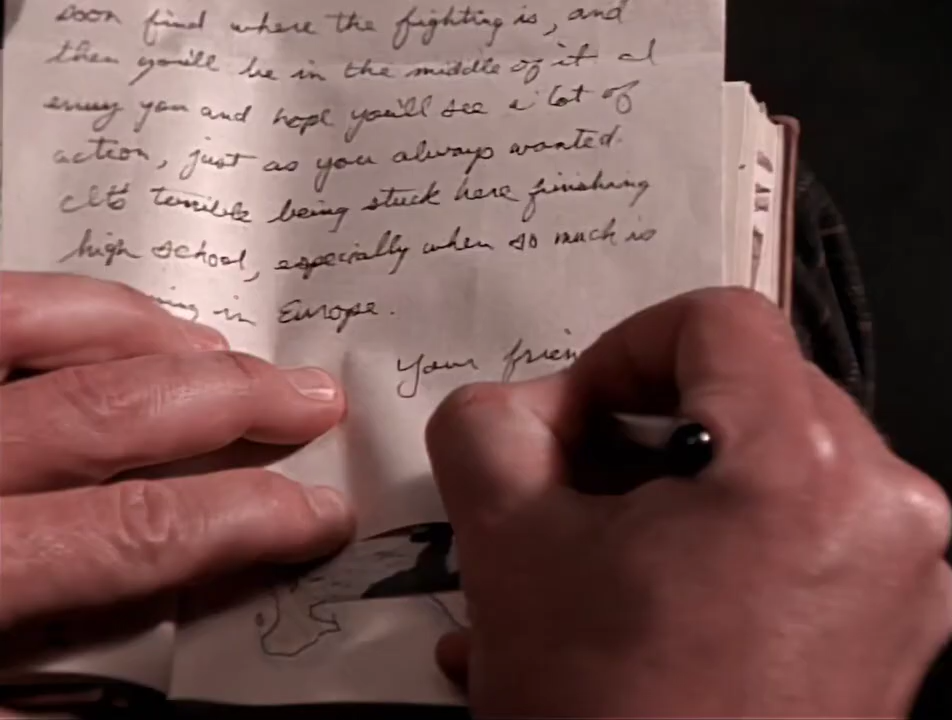 soon find where the fighting is, and
then you'll be in the middle of it I
envy you and hope you'll see a lot of
action, just as you always wanted.
It's terrible being stuck here finishing
high school, especially when so much is
in Europe.
Your